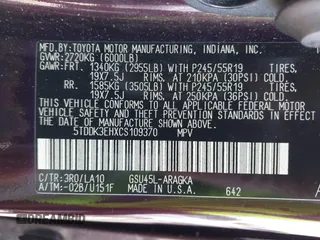 MFD.BY:TOYOTA MOTOR MANUFACTURING, INDIANA, INC.
GVWR:2720KG (6000LB)
GAWR:FRT. 1340KG (2955LB)WITH P245/55R19 TIRES,
19X7.5J RIMS, AT 210KPA (30PSI) COLD
RR. 1585KG (3505LB)WITH P245/55R19 TIRES,
19X7.5J RIMS, AT 250KPA (36PSI) COLD
THIS VEHICLE CONFORMS TO ALL APPLICABLE FEDERAL MOTOR
VEHICLE SAFETY STANDARDS IN EFFECT ON THE DATE OF
MANUFACTURE SHOWN ABOVE.
5TDDK3EHXCS109370 MPV
C/TR:3R0/LA10 GSU45L-ARAGKA
A/TM:-02B/U151F MADE IN U.S.A.
642